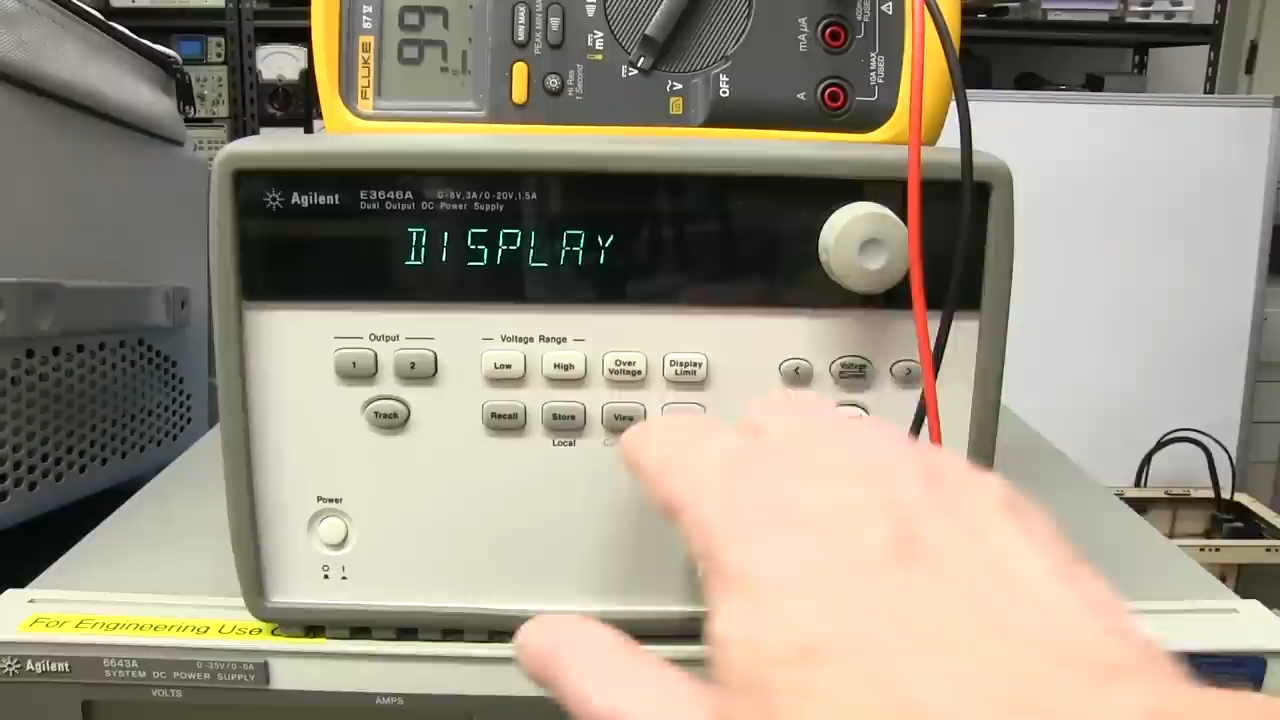 FLUKE
87 V
MIN MAX
PEAK MIN MA
Hi Res
1 Second
mV
V
V
OFF
mA µA
A
10A MAX
FUSED
FUSE
Agilent
E3646A
0-8V,3A/0-20V,1.5A
Dual Output DC Power Supply
DISPLAY
Output
1
2
Track
Voltage Range
Low
High
Over
Voltage
Display
Limit
Recall
Store
View
Local
<
Voltage
>
Power
O I
For Engineering Use
Agilent
6643A
0-35V/0-6A
SYSTEM DC POWER SUPPLY
VOLTS
AMPS